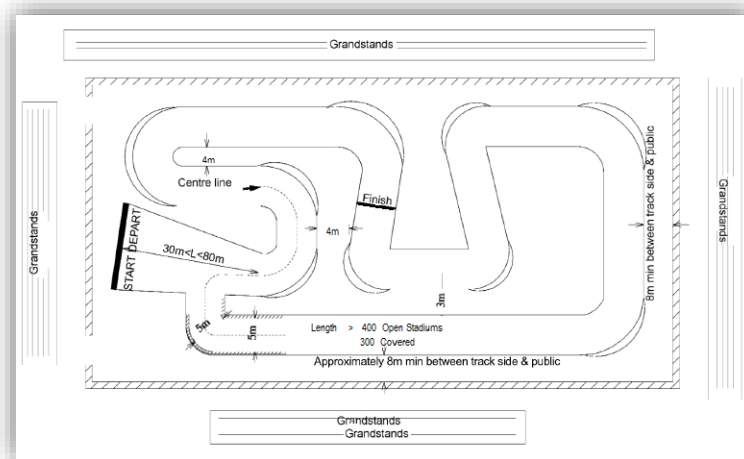 Grandstands
Grandstands
4m
Centre line
Finish
4m
START DEPART
30m<L<80m
8m min between track side & public
Grandstands
3m
5m
5m
Length > 400 Open Stadiums
300 Covered
Approximately 8m min between track side & public
Grandstands
Grandstands